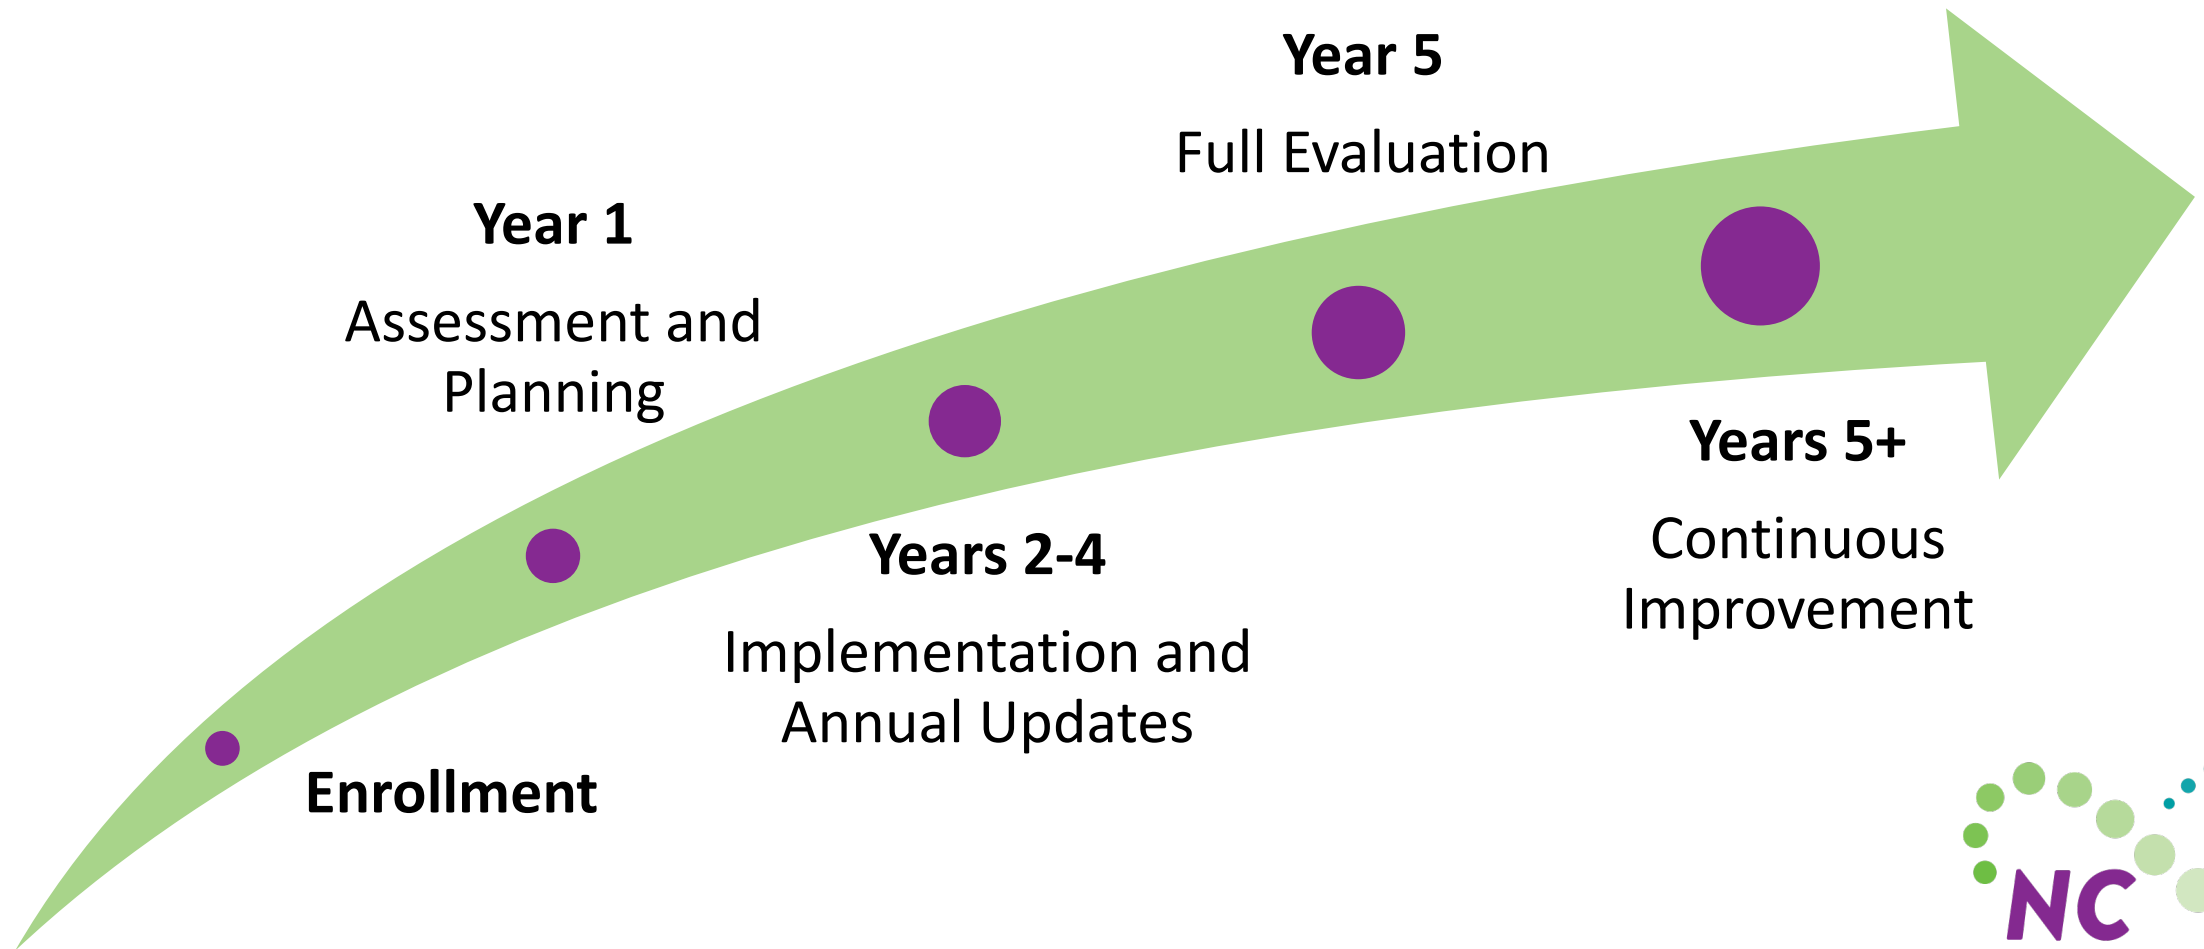 Year 5
Full Evaluation
Year 1
Assessment and
Planning
Years 5+
Continuous
Improvement
Years 2-4
Implementation and
Annual Updates
Enrollment
NC